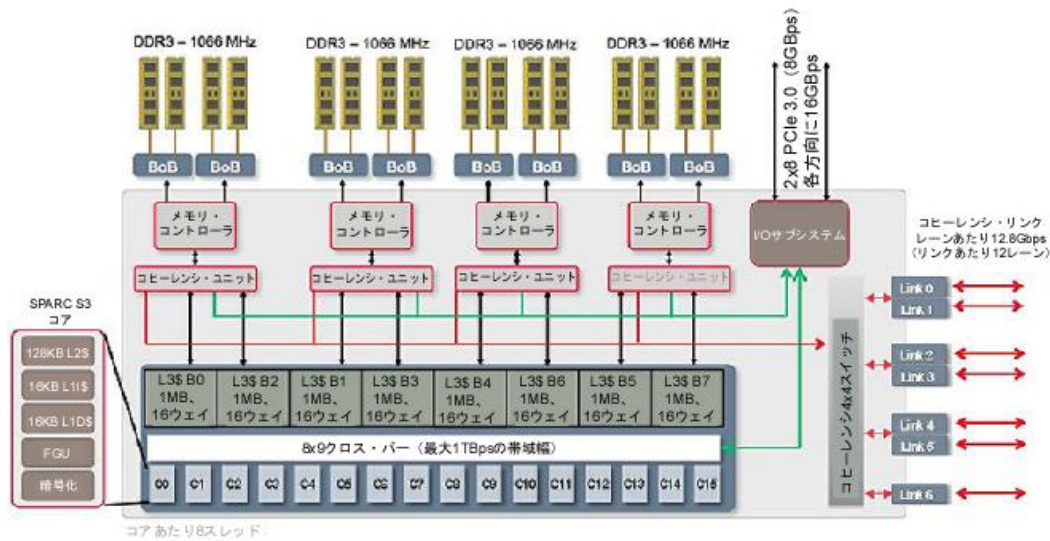 DDR3 – 1066 MHz
DDR3 – 1066 MHz
DDR3 – 1066 MHz
DDR3 – 1066 MHz
BoB
BoB
BoB
BoB
BoB
BoB
BoB
BoB
2x8 PCIe 3.0（8GBps）
各方向に16GBps
メモリ・
コントローラ
メモリ・
コントローラ
メモリ・
コントローラ
メモリ・
コントローラ
I/Oサブシステム
コヒーレンシ・ユニット
コヒーレンシ・ユニット
コヒーレンシ・ユニット
コヒーレンシ・ユニット
コヒーレンシ・リンク
レーンあたり12.8Gbps
（リンクあたり12レーン）
Link 0
Link 1
Link 2
Link 3
Link 4
Link 5
Link 6
コヒーレンシ4x4スイッチ
SPARC S3
コア
128KB L2$
16KB L1I$
16KB L1D$
FGU
暗号化
L3$ B0
1MB、
16ウェイ
L3$ B2
1MB、
16ウェイ
L3$ B1
1MB、
16ウェイ
L3$ B3
1MB、
16ウェイ
L3$ B4
1MB、
16ウェイ
L3$ B6
1MB、
16ウェイ
L3$ B5
1MB、
16ウェイ
L3$ B7
1MB、
16ウェイ
8x9クロス・バー（最大1TBpsの帯域幅）
C0 C1 C2 C3 C4 C5 C6 C7 C8 C9 C10 C11 C12 C13 C14 C15
コアあたり8スレッド